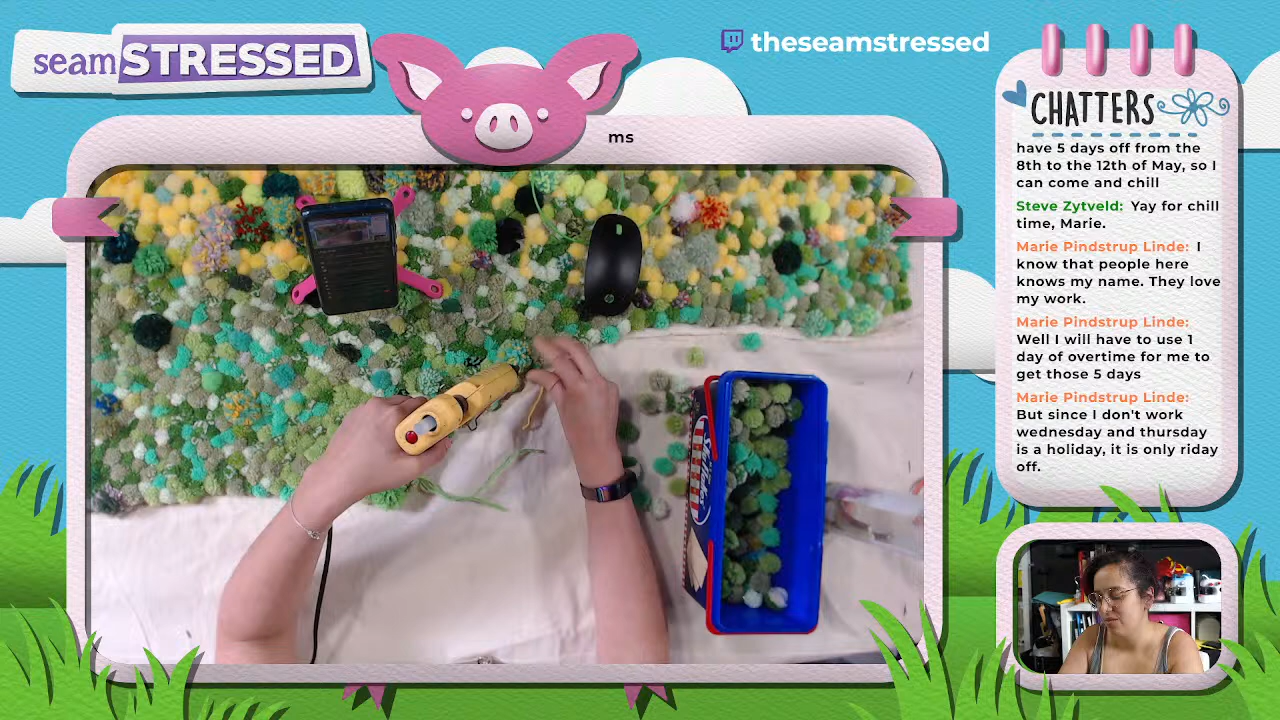 seamSTRESSED
theseamstressed
ms
CHATTERS
have 5 days off from the
8th to the 12th of May, so I
can come and chill
Steve Zytveld: Yay for chill
time, Marie.
Marie Pindstrup Linde: I
know that people here
knows my name. They love
my work.
Marie Pindstrup Linde:
Well I will have to use 1
day of overtime for me to
get those 5 days
Marie Pindstrup Linde:
But since I don't work
wednesday and thursday
is a holiday, it is only riday
off.